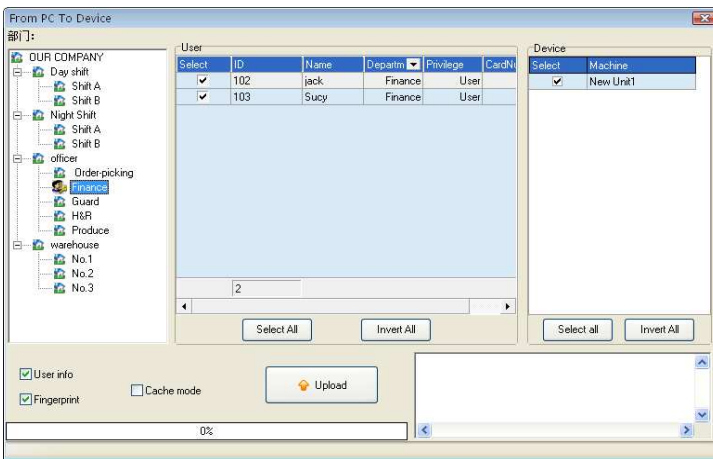 From PC To Device
部门:
OUR COMPANY
Day shift
Shift A
Shift B
Night Shift
Shift A
Shift B
officer
Order-picking
Finance
Guard
H&R
Produce
warehouse
No.1
No.2
No.3
User
Select ID Name Departm Privilege CardNu
102 jack Finance User
103 Sucy Finance User
2
Select All Invert All
Device
Select Machine
New Unit1
Select all Invert All
User info
Fingerprint
Cache mode
Upload
0%